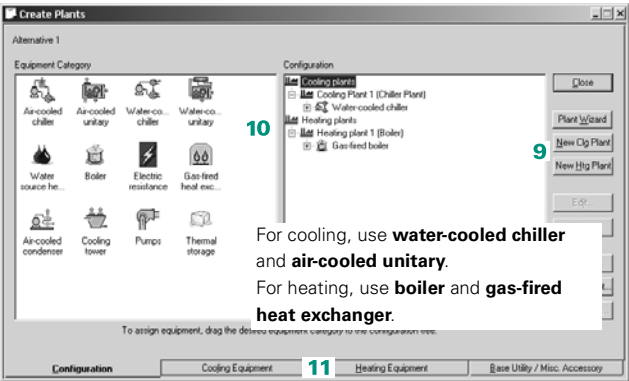 Create Plants
Alternative 1
Equipment Category
Configuration
Air-cooled chiller
Air-cooled unitary
Water-co... chiller
Water-co... unitary
Water source he...
Boiler
Electric resistance
Gas-fired heat exc...
Air-cooled condenser
Cooling tower
Pumps
Thermal storage
10
Cooling plants
Cooling Plant 1 (Chiller Plant)
Water-cooled chiller
Heating plants
Heating plant 1 (Boiler)
Gas-fired boiler
9
Close
Plant Wizard
New Clg Plant
New Htg Plant
Edit...
For cooling, use water-cooled chiller
and air-cooled unitary.
For heating, use boiler and gas-fired
heat exchanger.
To assign equipment, drag the desired equipment category to the configuration tree.
Configuration
Cooling Equipment
11
Heating Equipment
Base Utility / Misc. Accessory